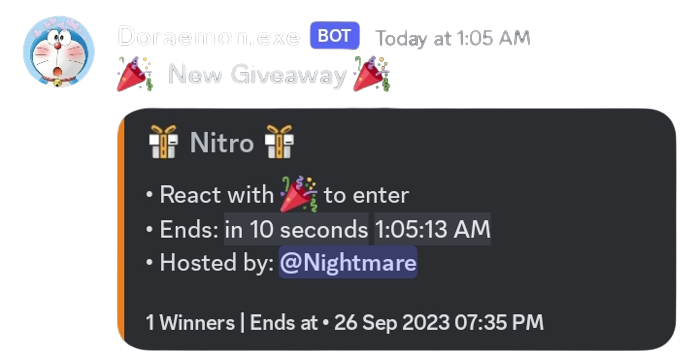 Doraemon.exe BOT Today at 1:05 AM
🎉 New Giveaway 🎉
🎁 Nitro 🎁
• React with 🎉 to enter
• Ends: in 10 seconds 1:05:13 AM
• Hosted by: @Nightmare
1 Winners | Ends at • 26 Sep 2023 07:35 PM